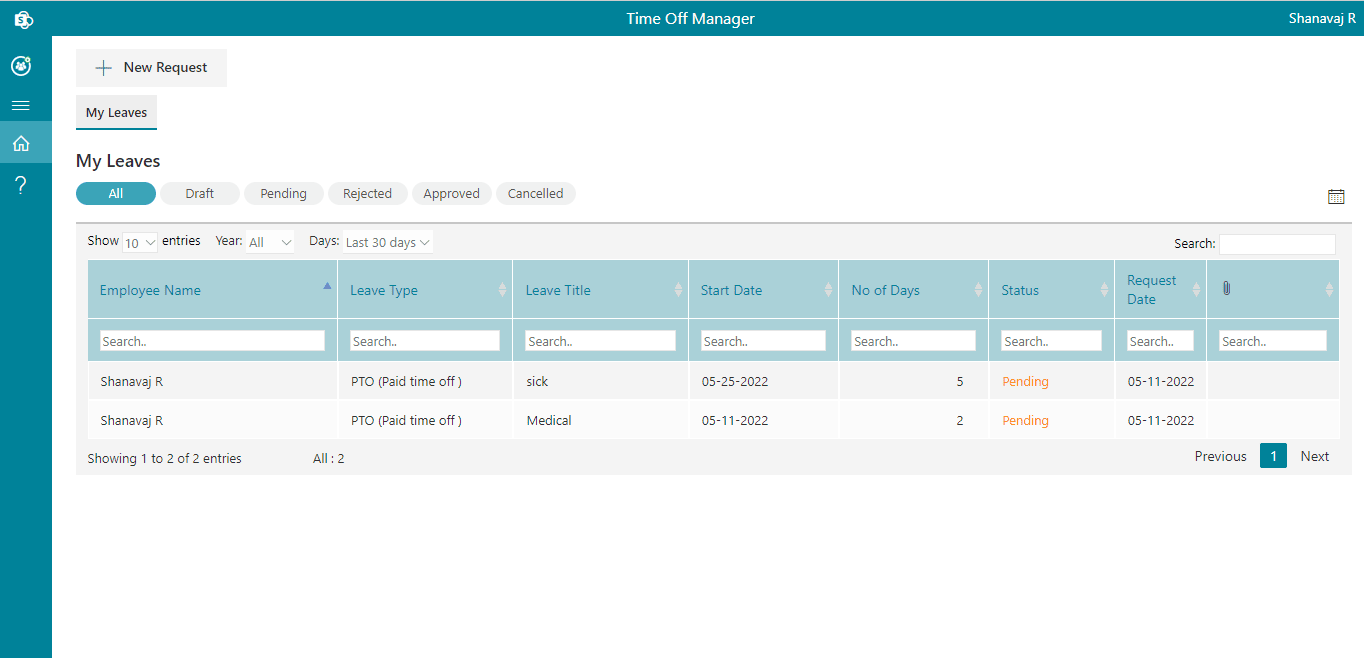 Time Off Manager
Shanavaj R
New Request
My Leaves
My Leaves
All Draft Pending Rejected Approved Cancelled
Show 10 entries Year: All Days: Last 30 days Search:
Employee Name Leave Type Leave Title Start Date No of Days Status Request Date
Search.. Search.. Search.. Search.. Search.. Search.. Search.. Search..
Shanavaj R PTO (Paid time off ) sick 05-25-2022 5 Pending 05-11-2022
Shanavaj R PTO (Paid time off ) Medical 05-11-2022 2 Pending 05-11-2022
Showing 1 to 2 of 2 entries All : 2 Previous 1 Next